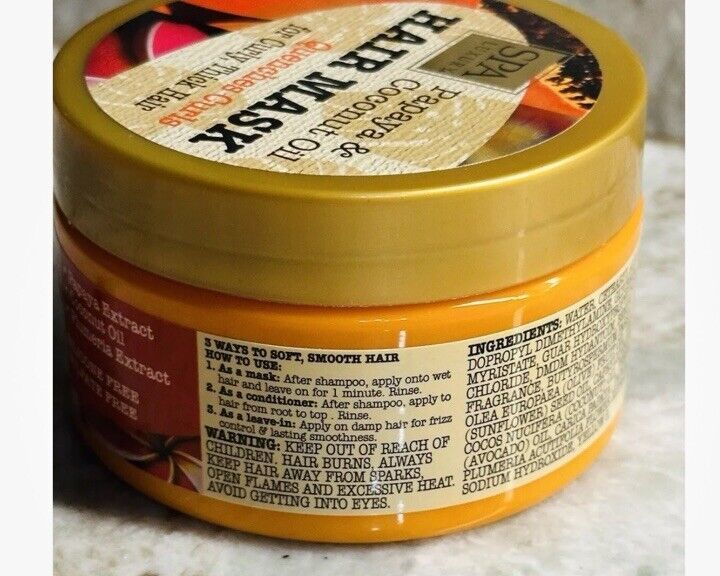 SPA
LUXURY
Papaya &
Coconut Oil
HAIR MASK
Quenches Curls
for Curly Thick Hair
Papaya Extract
Coconut Oil
Plumeria Extract
FREE
FREE
3 WAYS TO SOFT, SMOOTH HAIR
HOW TO USE:
1. As a mask: After shampoo, apply onto wet
hair and leave on for 1 minute. Rinse.
2. As a conditioner: After shampoo, apply to
hair from root to top . Rinse.
3. As a leave-in: Apply on damp hair for frizz
control & lasting smoothness.
WARNING: KEEP OUT OF REACH OF
CHILDREN. HAIR BURNS. ALWAYS
KEEP HAIR AWAY FROM SPARKS,
OPEN FLAMES AND EXCESSIVE HEAT.
AVOID GETTING INTO EYES.
INGREDIENTS: WATER,
DOPROPYL DIMETHYLAMINE,
MYRISTATE, GUAR
CHLORIDE, DMDM
FRAGRANCE,
OLEA EUROPAEA
(SUNFLOWER) SEED
COCOS NUCIFERA
(AVOCADO) OIL,
PLUMERIA ACUTIFOLIA
SODIUM HYDROXIDE,